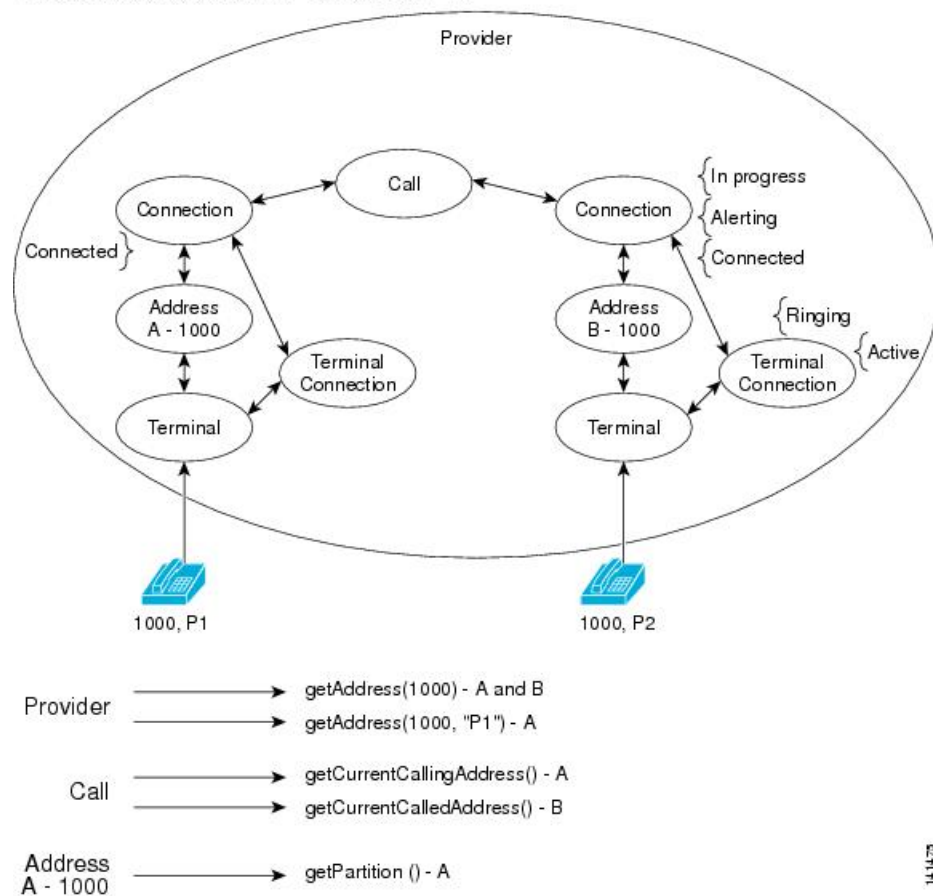 Provider
Call
Connection
Connected
Address
A - 1000
Terminal
Connection
Terminal
Connection
In progress
Alerting
Connected
Address
B - 1000
Ringing
Active
Terminal
Connection
Terminal
1000, P1
1000, P2
Provider
getAddress(1000) - A and B
getAddress(1000, "P1") - A
Call
getCurrentCallingAddress() - A
getCurrentCalledAddress() - B
Address
A - 1000
getPartition () - A
141475